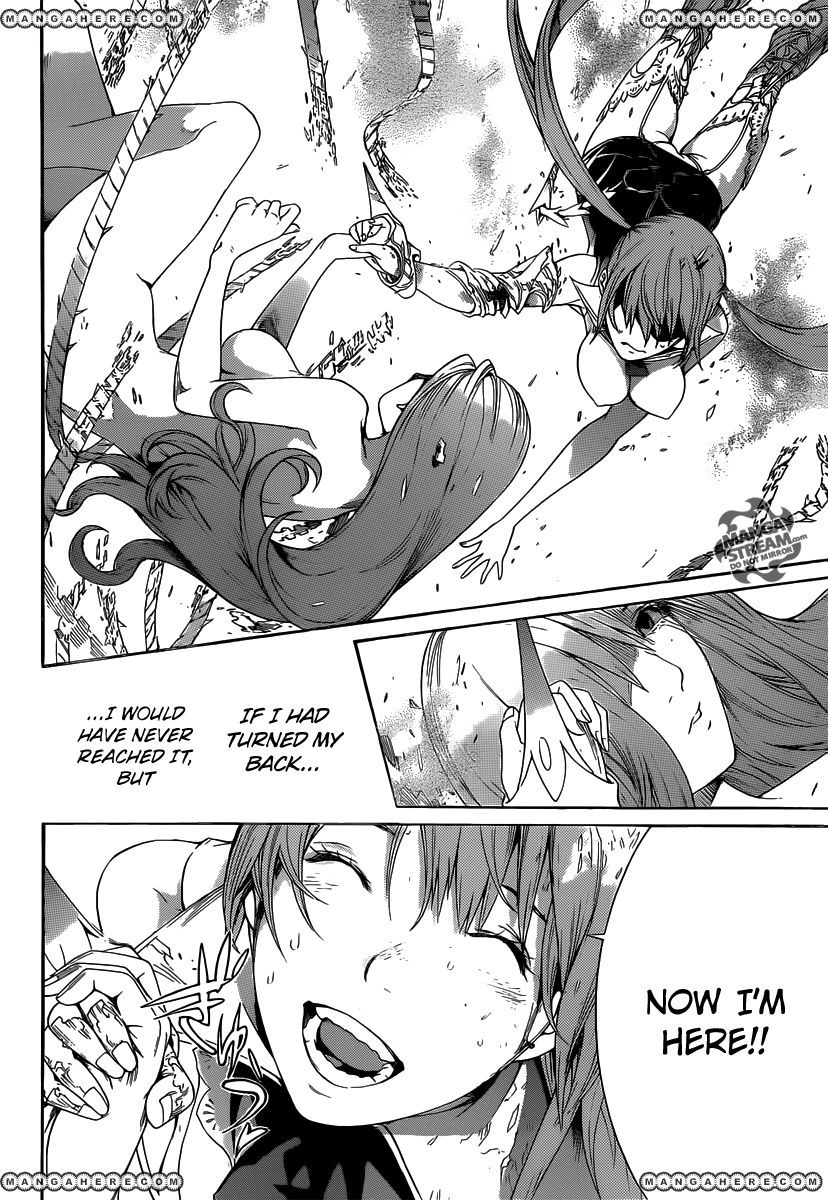 MANGAHERE.COM MANGAHERE.COM
MANGA
STREAM
.COM
DO NOT MIRROR
IF I HAD
TURNED MY
BACK...
...I WOULD
HAVE NEVER
REACHED IT,
BUT
NOW I'M
HERE!!
MANGAHERE.COM MANGAHERE.COM